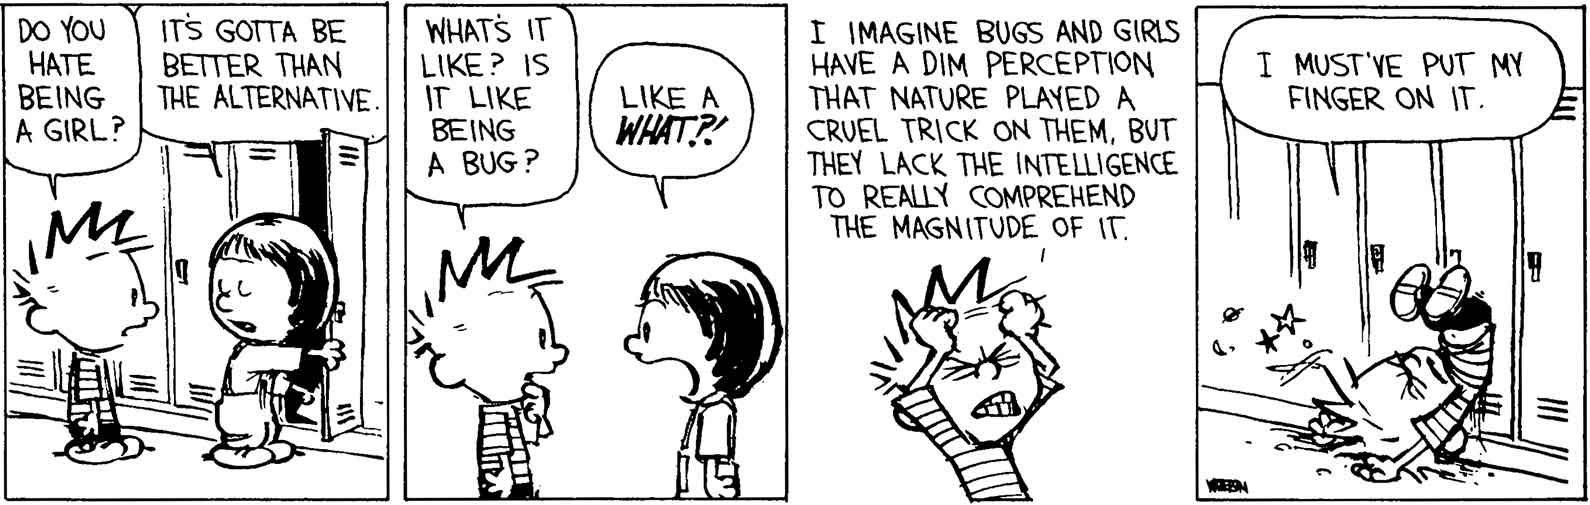 DO YOU
HATE
BEING
A GIRL?
IT'S GOTTA BE
BETTER THAN
THE ALTERNATIVE.
WHAT'S IT
LIKE? IS
IT LIKE
BEING
A BUG?
LIKE A
WHAT?!
I IMAGINE BUGS AND GIRLS
HAVE A DIM PERCEPTION
THAT NATURE PLAYED A
CRUEL TRICK ON THEM, BUT
THEY LACK THE INTELLIGENCE
TO REALLY COMPREHEND
THE MAGNITUDE OF IT.
I MUST'VE PUT MY
FINGER ON IT.
WATTERSON